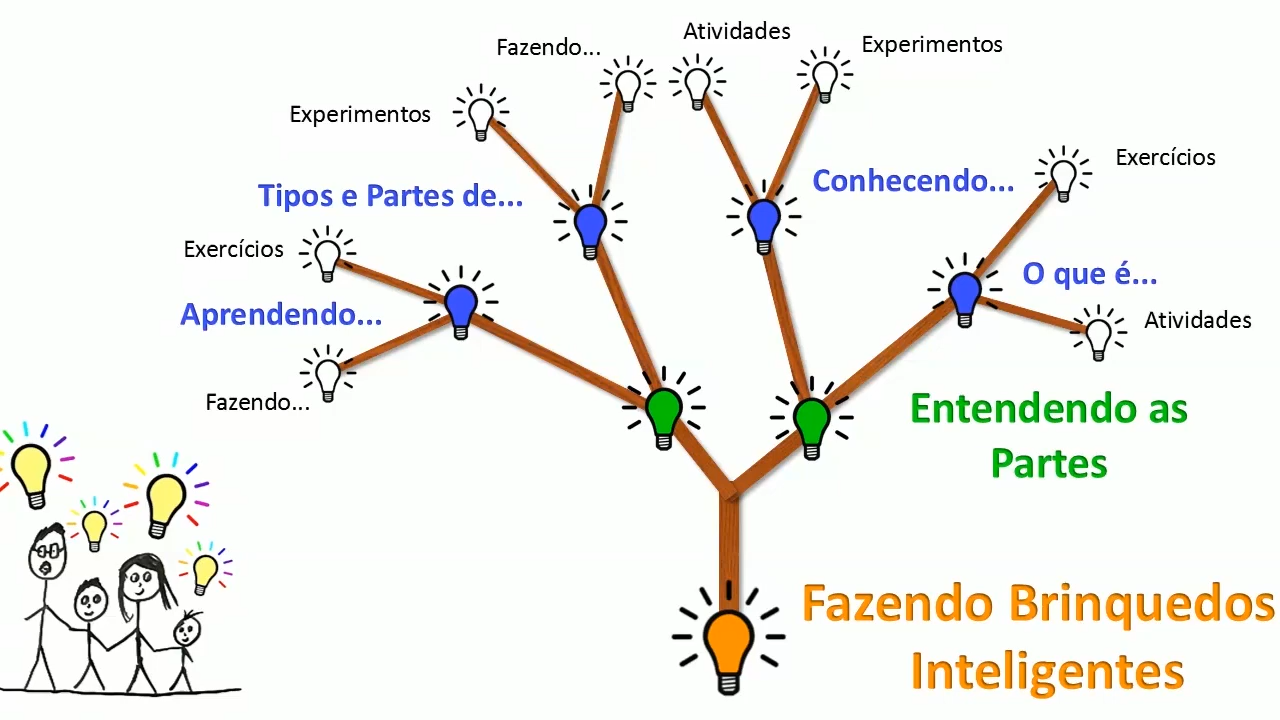 Atividades
Fazendo...
Experimentos
Experimentos
Exercícios
Conhecendo...
Tipos e Partes de...
Exercícios
O que é...
Aprendendo...
Atividades
Fazendo...
Entendendo as
Partes
Fazendo Brinquedos
Inteligentes